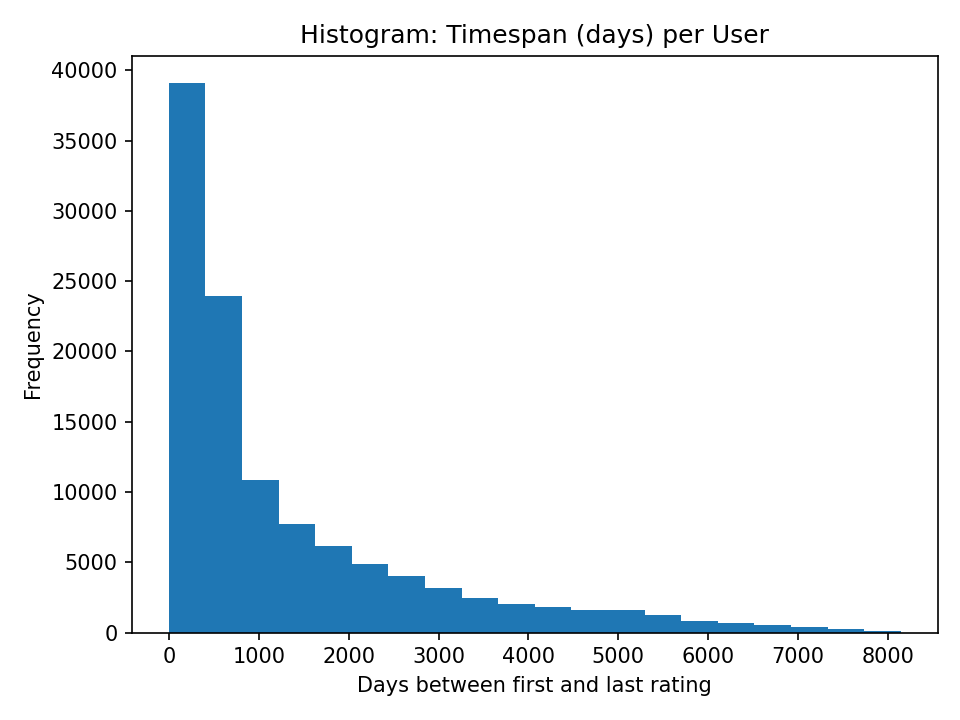 Histogram: Timespan (days) per User
40000
35000
30000
25000
20000
15000
10000
5000
0
Frequency
0 1000 2000 3000 4000 5000 6000 7000 8000
Days between first and last rating